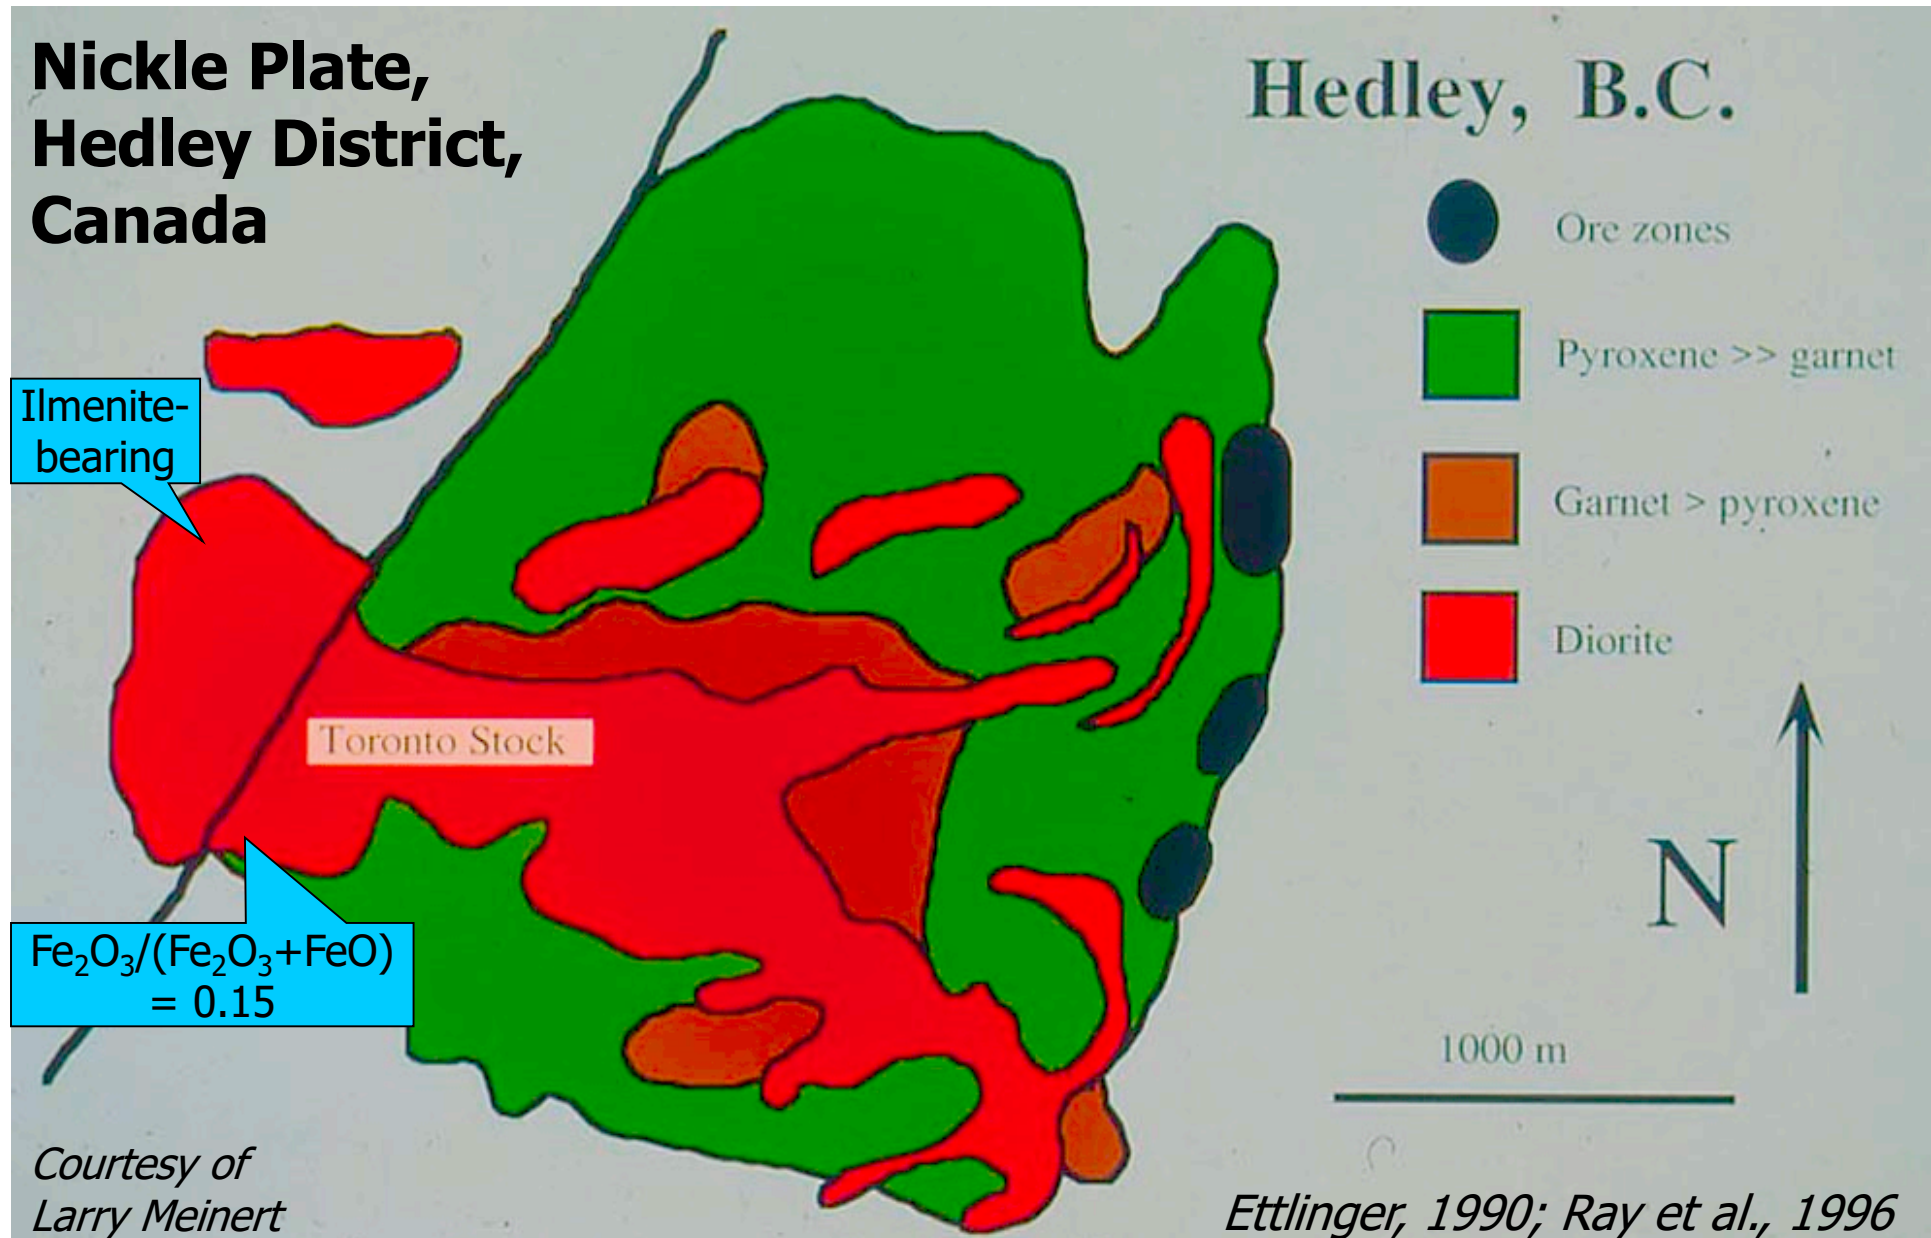 Nickle Plate,
Hedley District,
Canada
Hedley, B.C.
Ore zones
Pyroxene >> garnet
Garnet > pyroxene
Diorite
Ilmenite-
bearing
Toronto Stock
Fe₂O₃/(Fe₂O₃+FeO)
= 0.15
N
1000 m
Courtesy of
Larry Meinert
Ettlinger, 1990; Ray et al., 1996